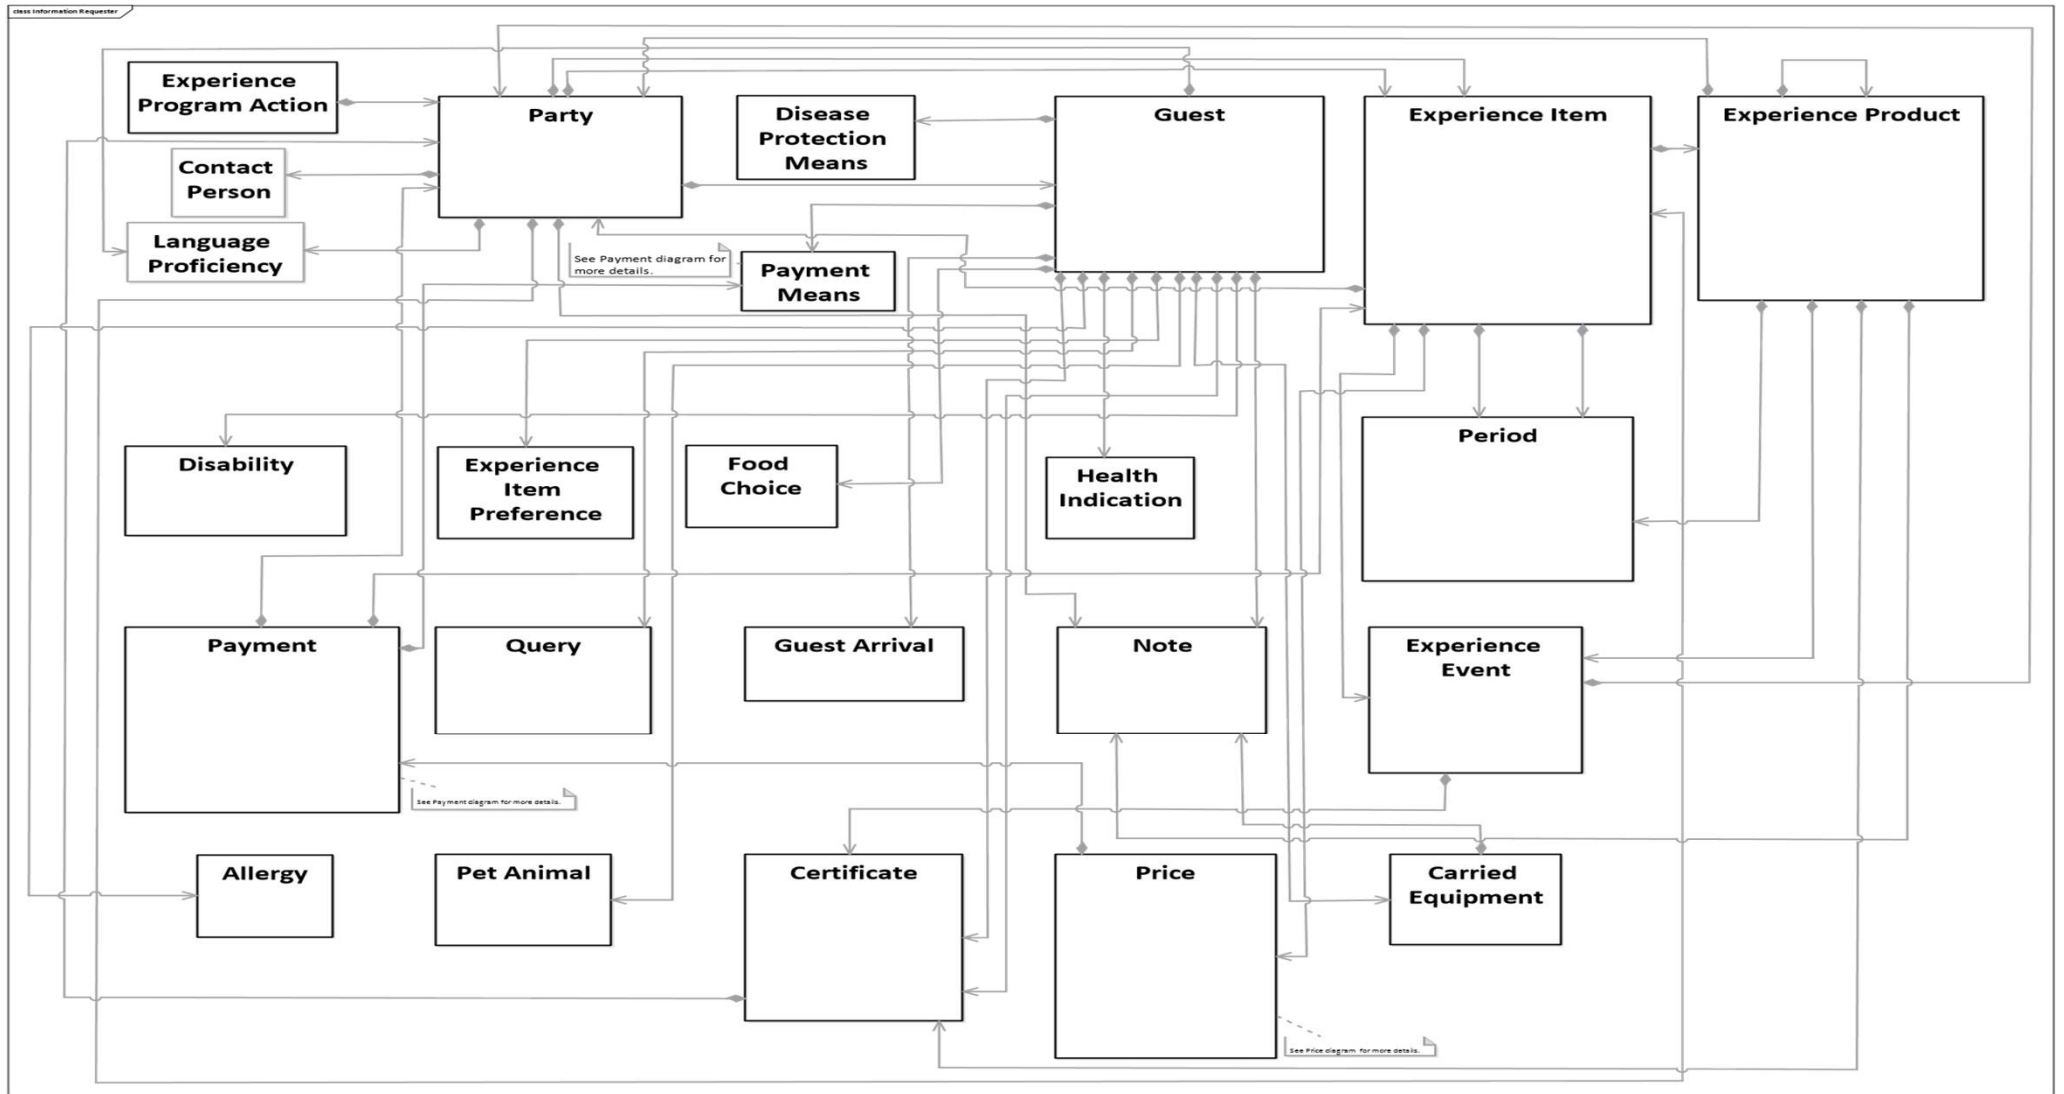 class Information Requester
Experience
Program Action
Party
Disease
Protection
Means
Guest
Experience Item
Experience Product
Contact
Person
Language
Proficiency
See Payment diagram for
more details.
Payment
Means
Disability
Experience
Item
Preference
Food
Choice
Health
Indication
Period
Payment
Query
Guest Arrival
Note
Experience
Event
See Payment diagram for more details.
Allergy
Pet Animal
Certificate
Price
Carried
Equipment
See Price diagram for more details.